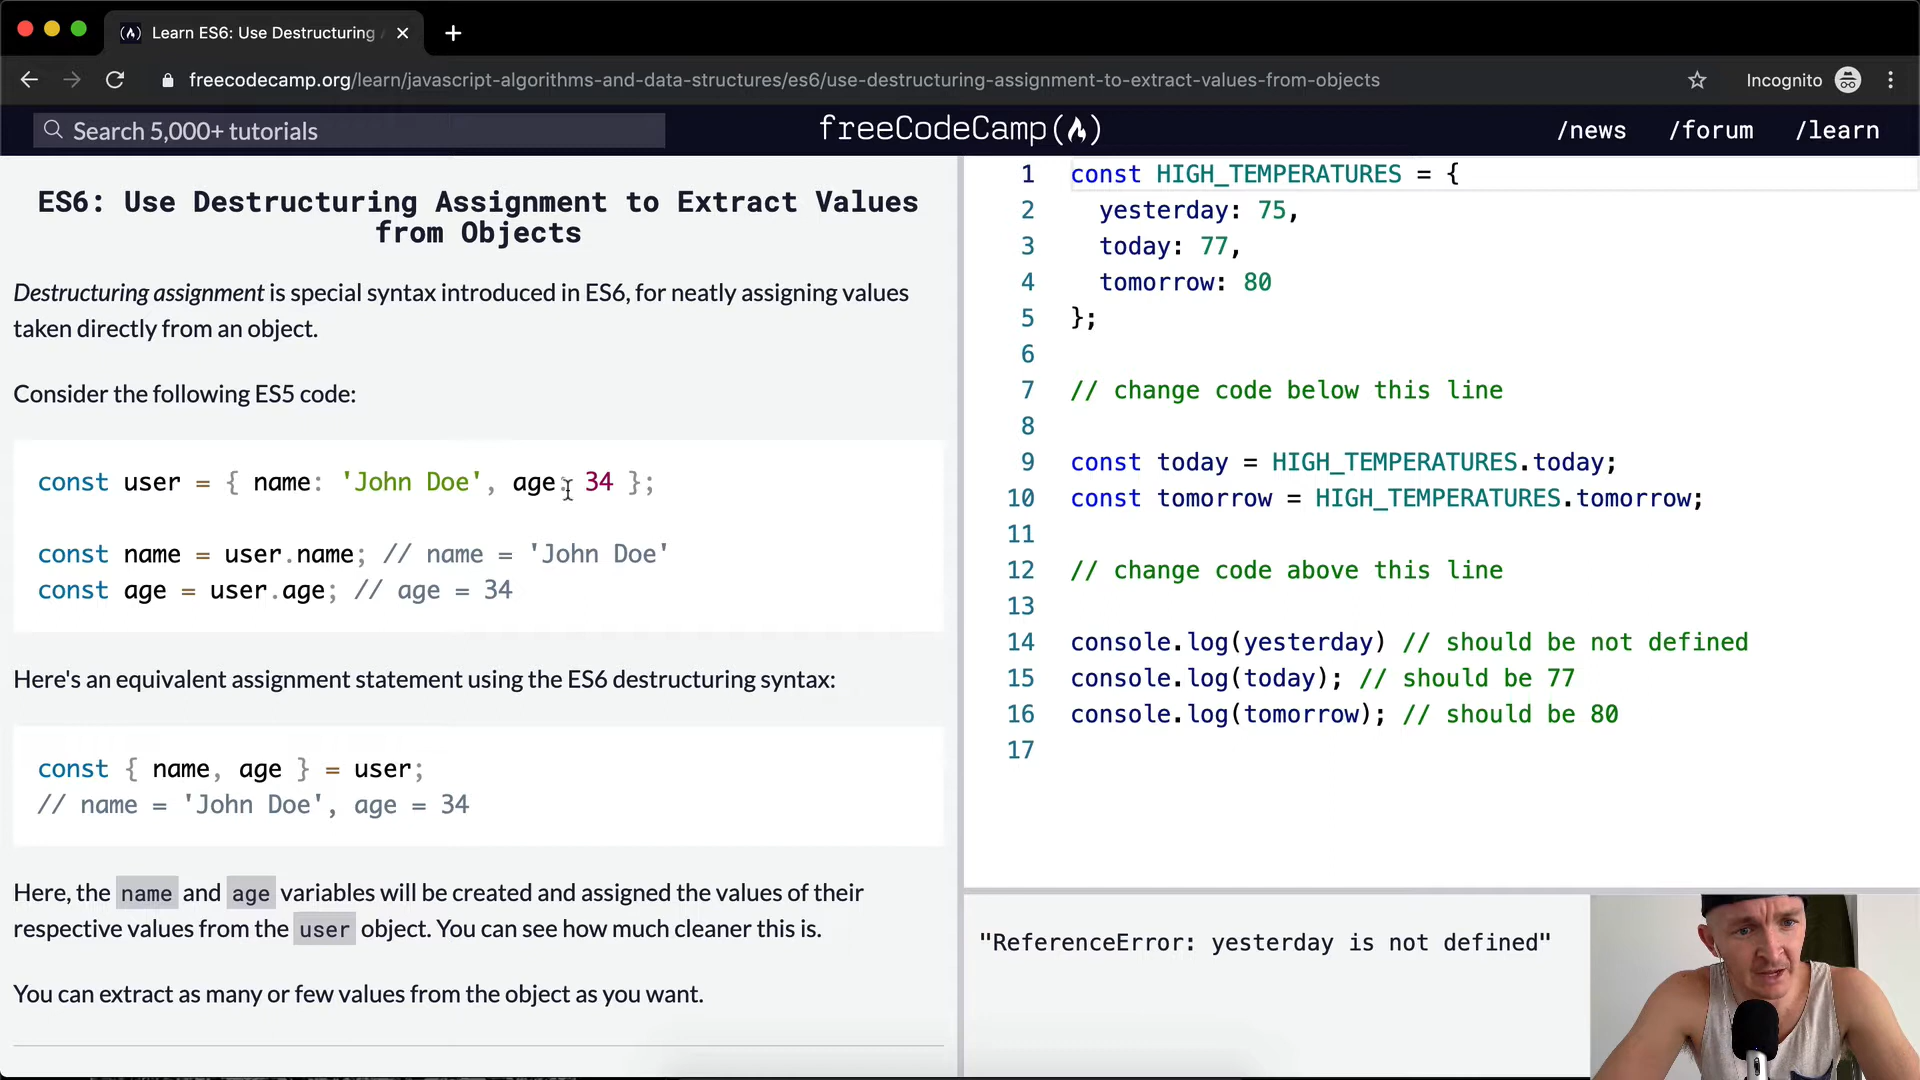 Learn ES6: Use Destructuring
freecodecamp.org/learn/javascript-algorithms-and-data-structures/es6/use-destructuring-assignment-to-extract-values-from-objects
Incognito
Search 5,000+ tutorials
freeCodeCamp
/news /forum /learn
ES6: Use Destructuring Assignment to Extract Values
from Objects
Destructuring assignment is special syntax introduced in ES6, for neatly assigning values
taken directly from an object.
Consider the following ES5 code:
const user = { name: 'John Doe', age: 34 };
const name = user.name; // name = 'John Doe'
const age = user.age; // age = 34
Here's an equivalent assignment statement using the ES6 destructuring syntax:
const { name, age } = user;
// name = 'John Doe', age = 34
Here, the name and age variables will be created and assigned the values of their
respective values from the user object. You can see how much cleaner this is.
You can extract as many or few values from the object as you want.
1 const HIGH_TEMPERATURES = {
2 yesterday: 75,
3 today: 77,
4 tomorrow: 80
5 };
6
7 // change code below this line
8
9 const today = HIGH_TEMPERATURES.today;
10 const tomorrow = HIGH_TEMPERATURES.tomorrow;
11
12 // change code above this line
13
14 console.log(yesterday) // should be not defined
15 console.log(today); // should be 77
16 console.log(tomorrow); // should be 80
17
"ReferenceError: yesterday is not defined"